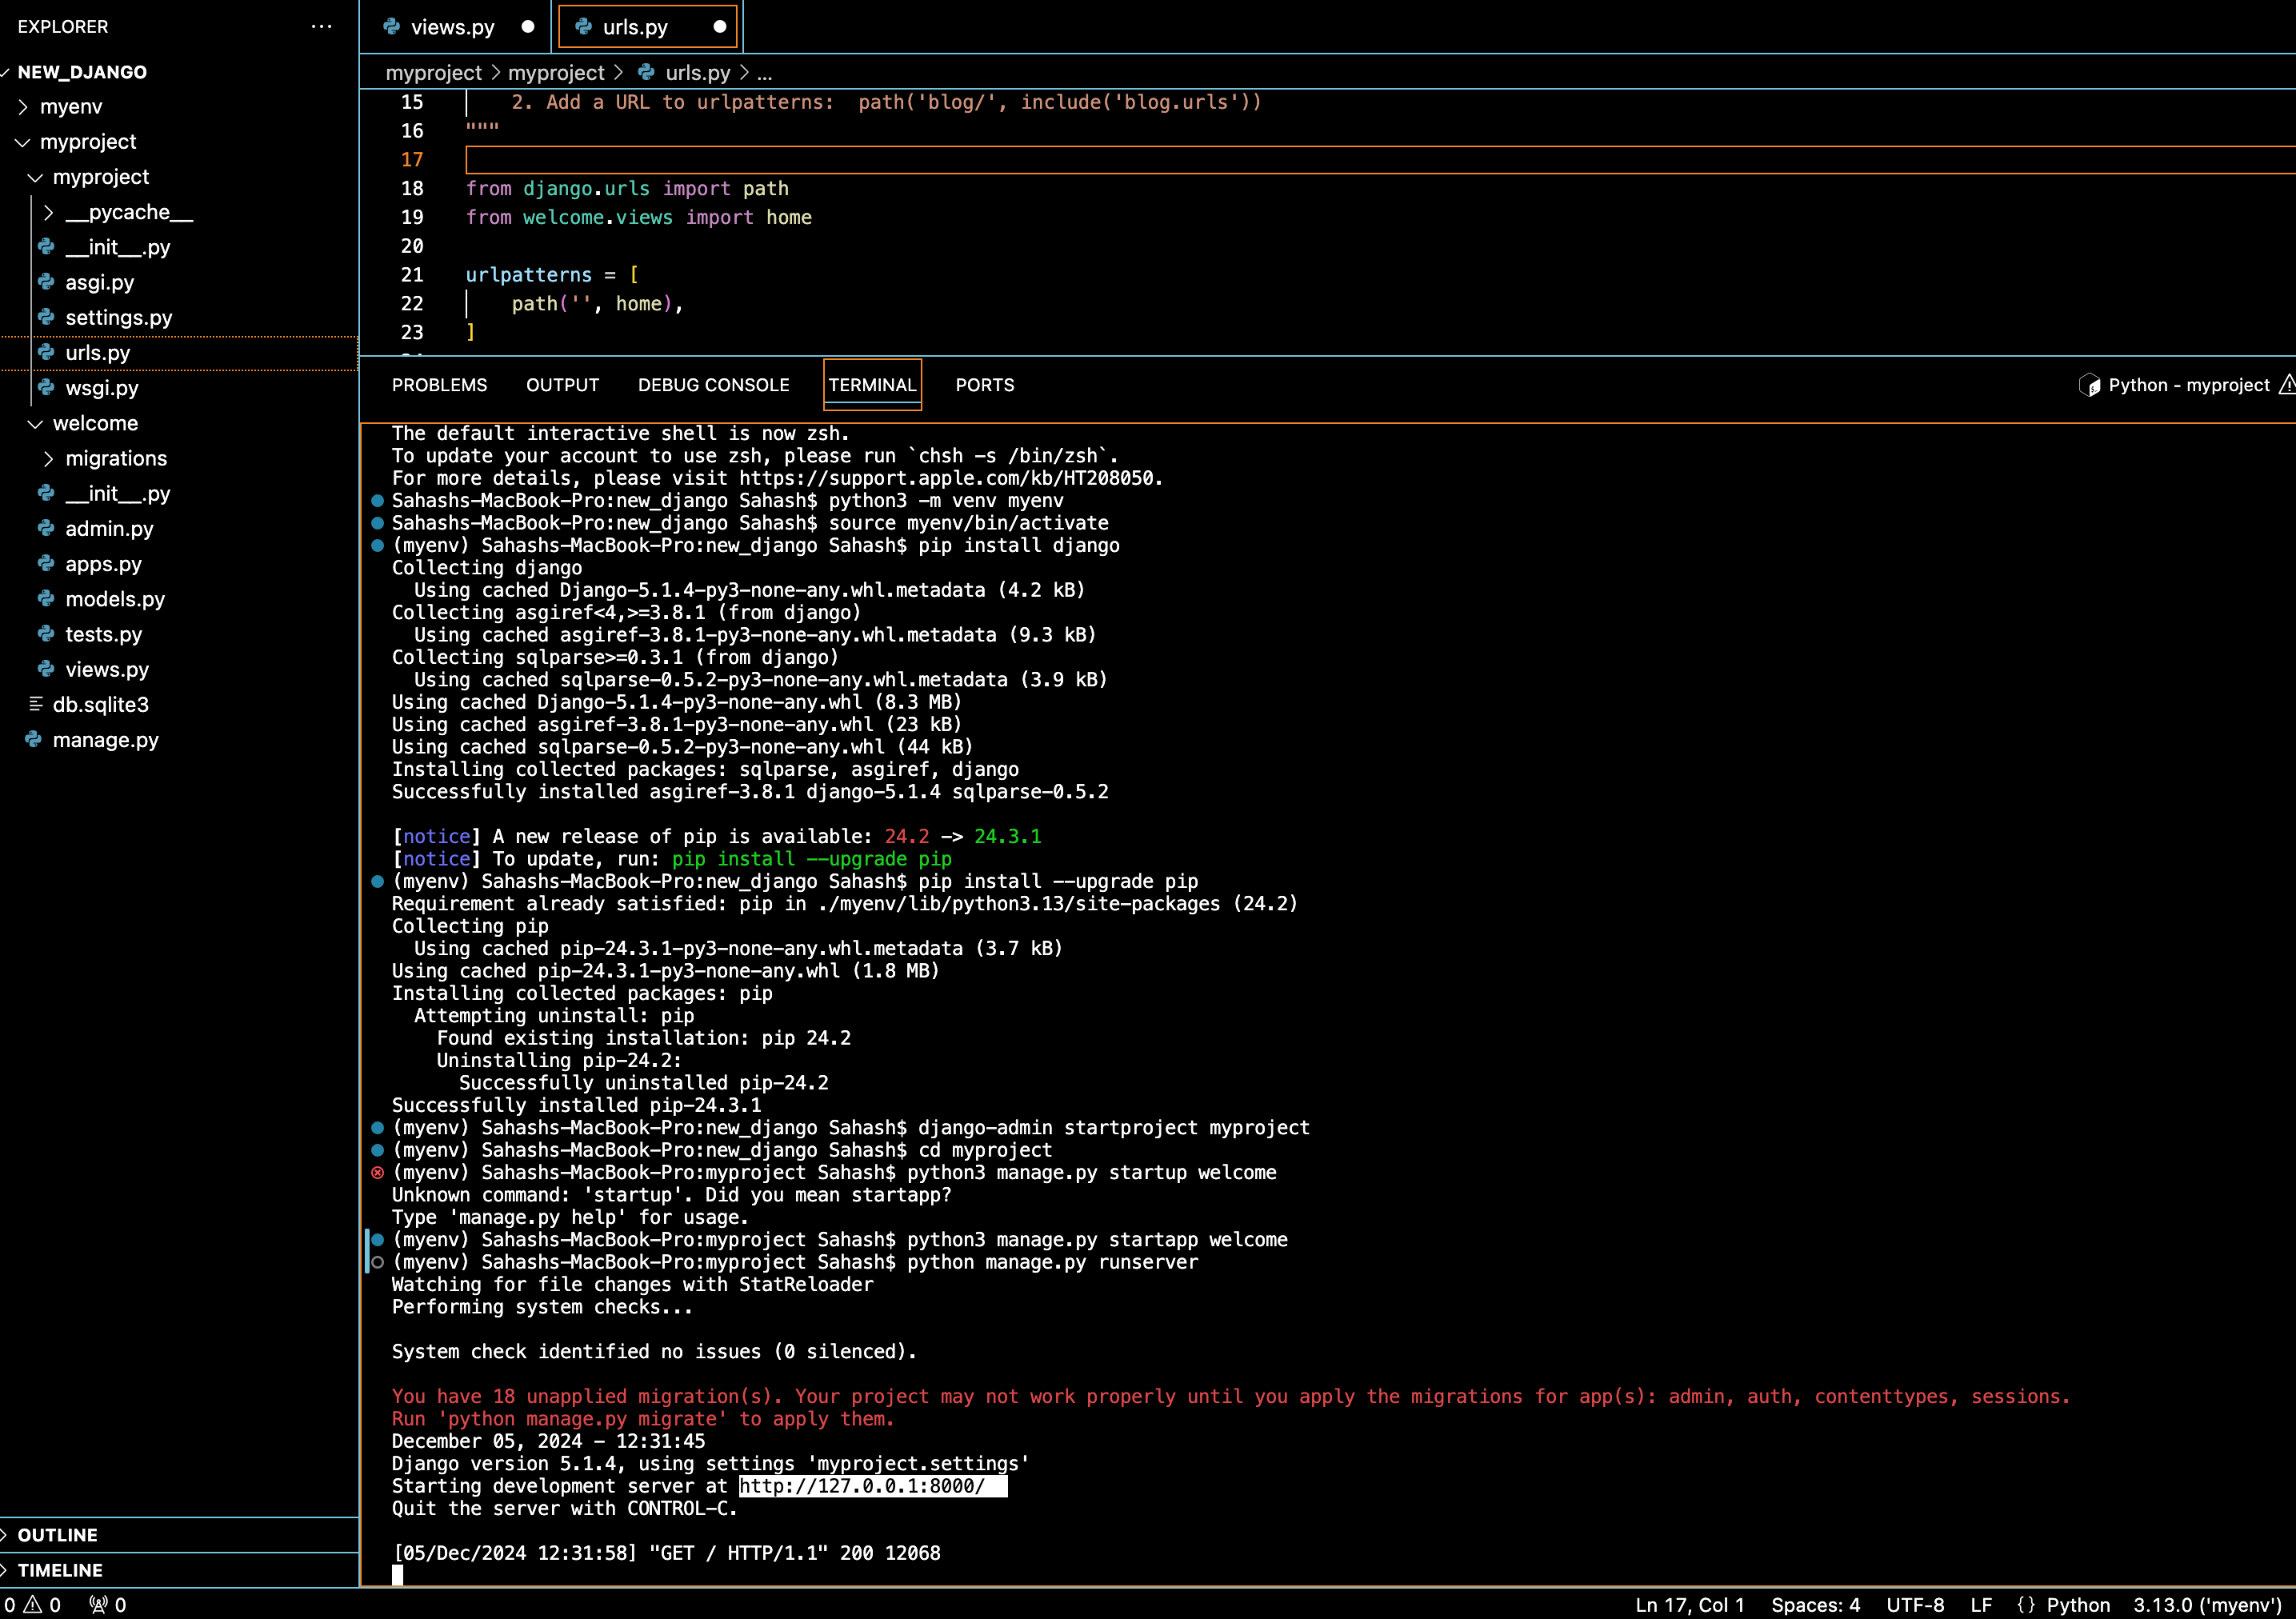 EXPLORER
NEW_DJANGO
myenv
myproject
myproject
__pycache__
__init__.py
asgi.py
settings.py
urls.py
wsgi.py
welcome
migrations
__init__.py
admin.py
apps.py
models.py
tests.py
views.py
db.sqlite3
manage.py
OUTLINE
TIMELINE
views.py
urls.py
myproject > myproject > urls.py > ...
15 2. Add a URL to urlpatterns:  path('blog/', include('blog.urls'))
16 """
17
18 from django.urls import path
19 from welcome.views import home
20
21 urlpatterns = [
22 path('', home),
23 ]
PROBLEMS OUTPUT DEBUG CONSOLE TERMINAL PORTS Python - myproject
The default interactive shell is now zsh.
To update your account to use zsh, please run `chsh -s /bin/zsh`.
For more details, please visit https://support.apple.com/kb/HT208050.
Sahashs-MacBook-Pro:new_django Sahash$ python3 -m venv myenv
Sahashs-MacBook-Pro:new_django Sahash$ source myenv/bin/activate
(myenv) Sahashs-MacBook-Pro:new_django Sahash$ pip install django
Collecting django
Using cached Django-5.1.4-py3-none-any.whl.metadata (4.2 kB)
Collecting asgiref<4,>=3.8.1 (from django)
Using cached asgiref-3.8.1-py3-none-any.whl.metadata (9.3 kB)
Collecting sqlparse>=0.3.1 (from django)
Using cached sqlparse-0.5.2-py3-none-any.whl.metadata (3.9 kB)
Using cached Django-5.1.4-py3-none-any.whl (8.3 MB)
Using cached asgiref-3.8.1-py3-none-any.whl (23 kB)
Using cached sqlparse-0.5.2-py3-none-any.whl (44 kB)
Installing collected packages: sqlparse, asgiref, django
Successfully installed asgiref-3.8.1 django-5.1.4 sqlparse-0.5.2
[notice] A new release of pip is available: 24.2 -> 24.3.1
[notice] To update, run: pip install --upgrade pip
(myenv) Sahashs-MacBook-Pro:new_django Sahash$ pip install --upgrade pip
Requirement already satisfied: pip in ./myenv/lib/python3.13/site-packages (24.2)
Collecting pip
Using cached pip-24.3.1-py3-none-any.whl.metadata (3.7 kB)
Using cached pip-24.3.1-py3-none-any.whl (1.8 MB)
Installing collected packages: pip
Attempting uninstall: pip
Found existing installation: pip 24.2
Uninstalling pip-24.2:
Successfully uninstalled pip-24.2
Successfully installed pip-24.3.1
(myenv) Sahashs-MacBook-Pro:new_django Sahash$ django-admin startproject myproject
(myenv) Sahashs-MacBook-Pro:new_django Sahash$ cd myproject
(myenv) Sahashs-MacBook-Pro:myproject Sahash$ python3 manage.py startup welcome
Unknown command: 'startup'. Did you mean startapp?
Type 'manage.py help' for usage.
(myenv) Sahashs-MacBook-Pro:myproject Sahash$ python3 manage.py startapp welcome
(myenv) Sahashs-MacBook-Pro:myproject Sahash$ python manage.py runserver
Watching for file changes with StatReloader
Performing system checks...
System check identified no issues (0 silenced).
You have 18 unapplied migration(s). Your project may not work properly until you apply the migrations for app(s): admin, auth, contenttypes, sessions.
Run 'python manage.py migrate' to apply them.
December 05, 2024 - 12:31:45
Django version 5.1.4, using settings 'myproject.settings'
Starting development server at http://127.0.0.1:8000/
Quit the server with CONTROL-C.
[05/Dec/2024 12:31:58] "GET / HTTP/1.1" 200 12068
0 0 0 Ln 17, Col 1 Spaces: 4 UTF-8 LF {} Python 3.13.0 ('myenv')